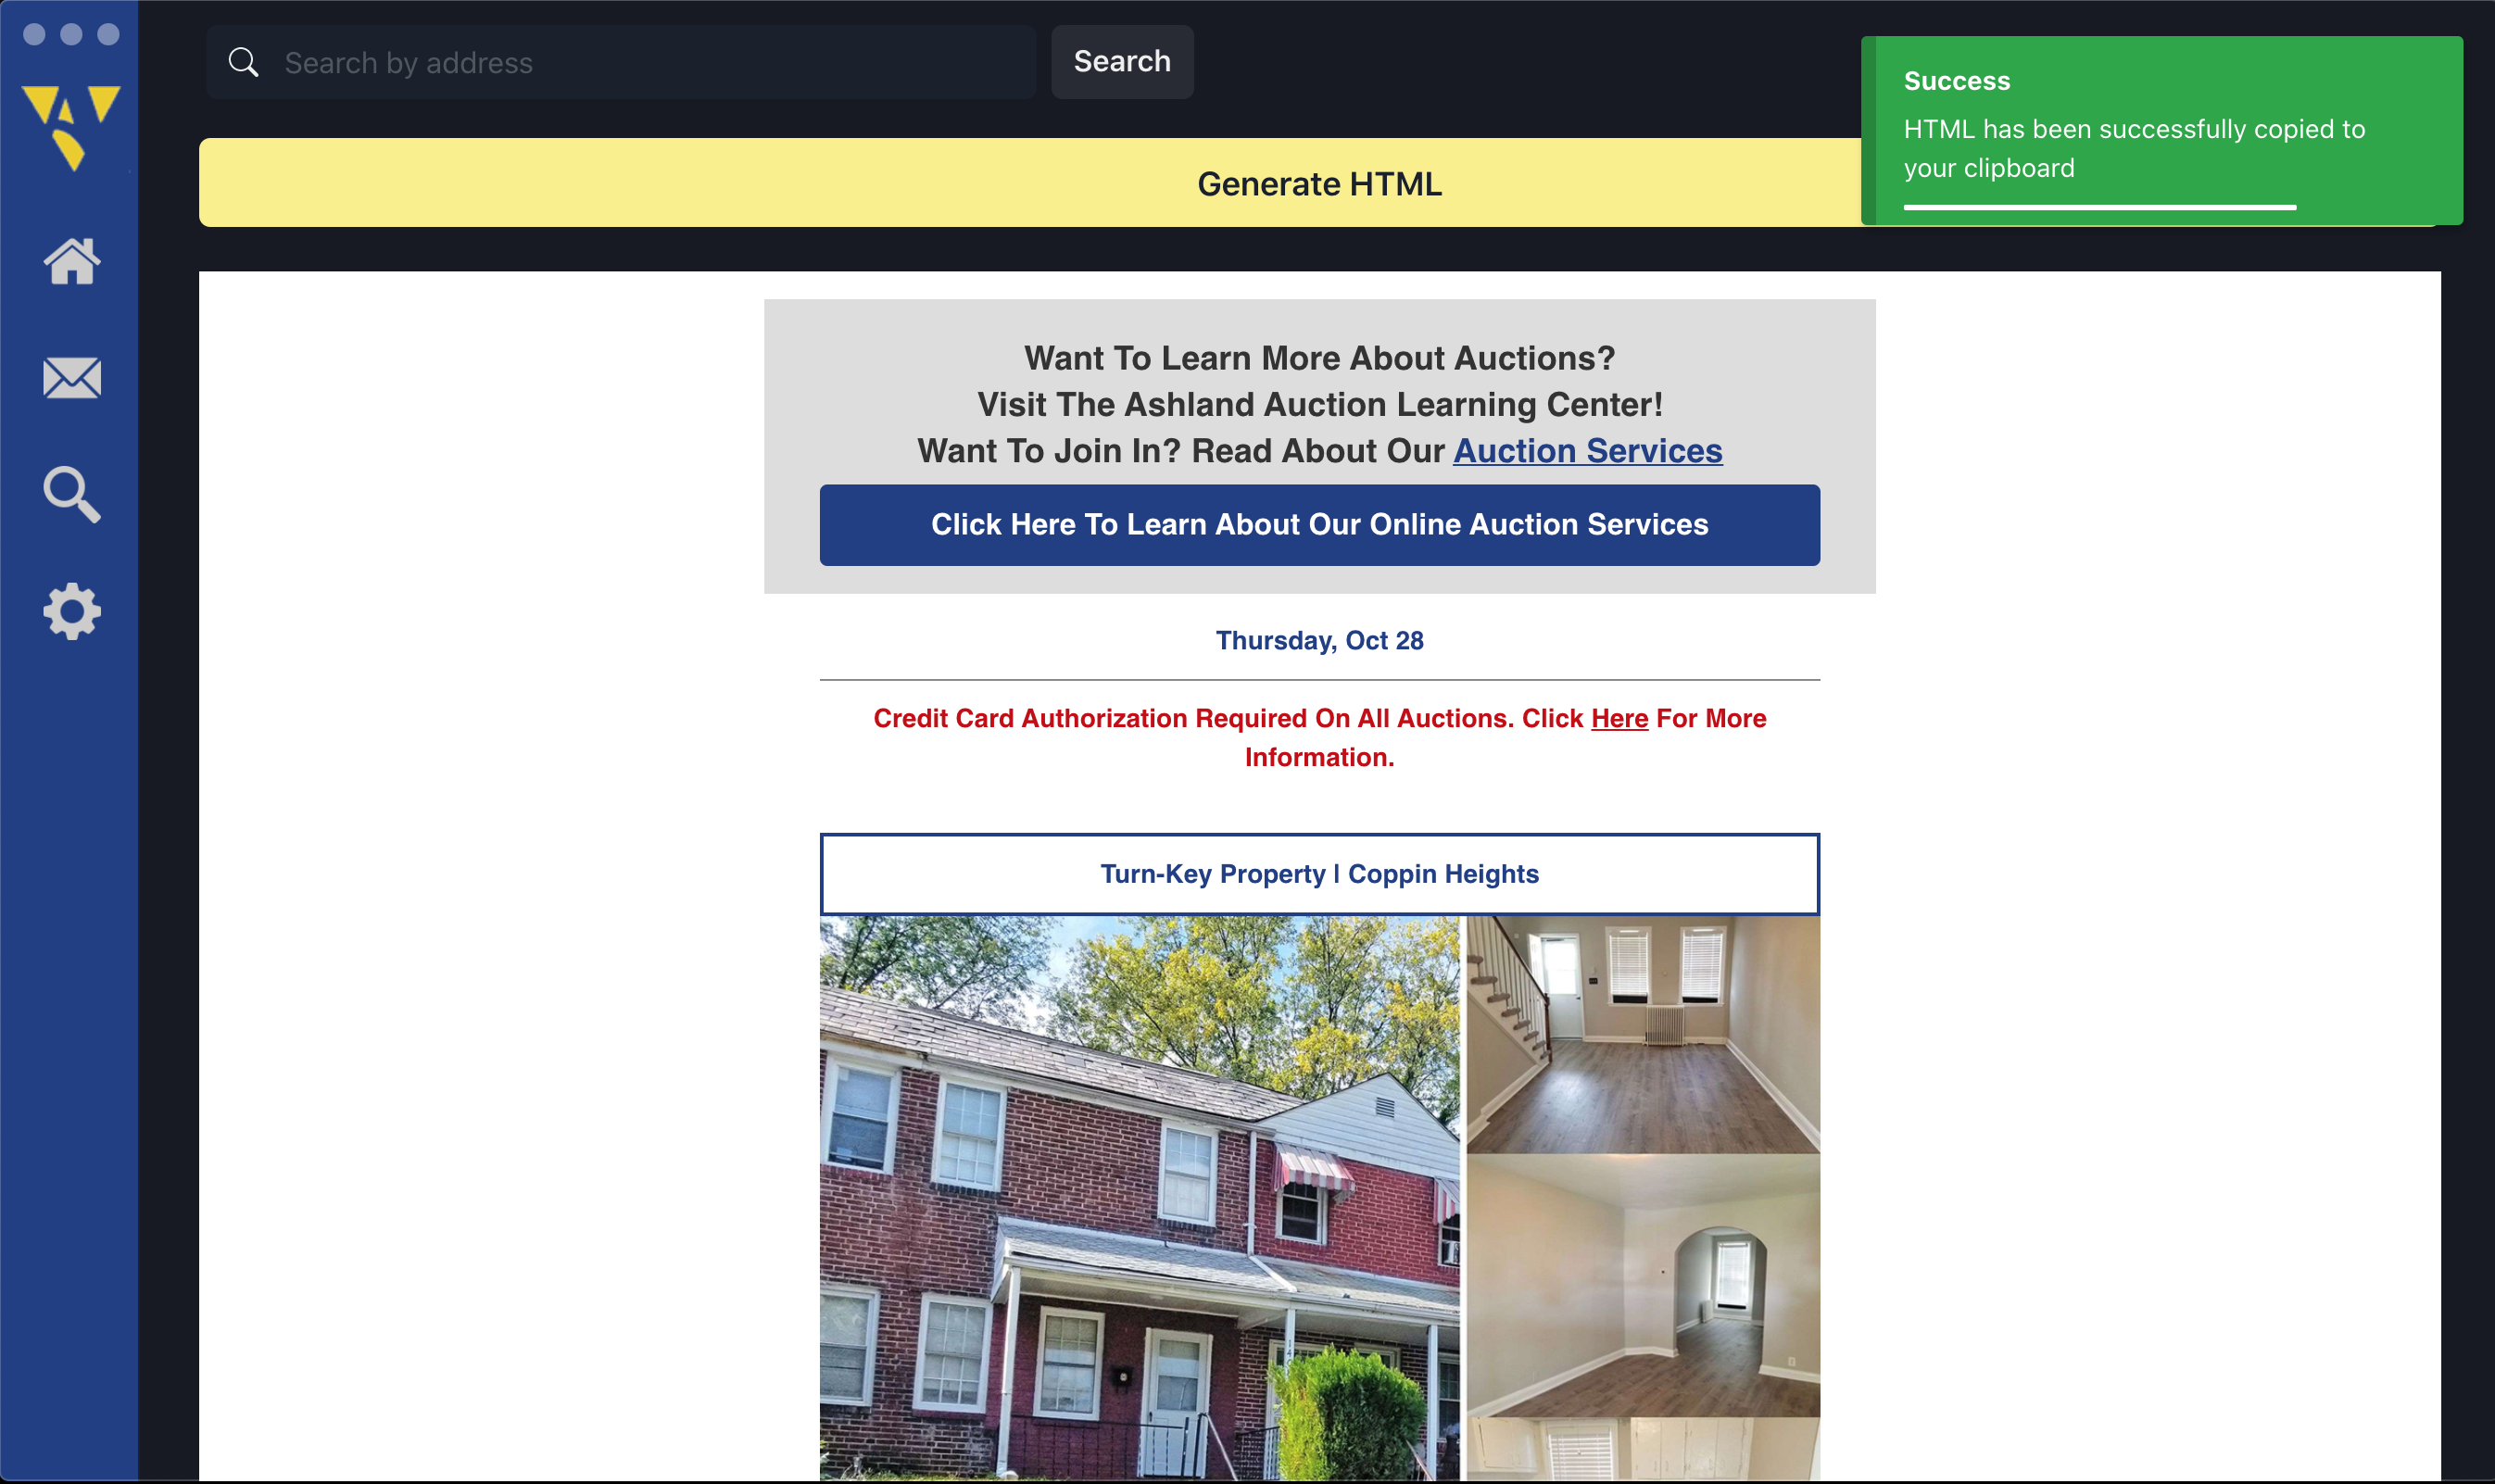 Search by address
Search
Success
HTML has been successfully copied to
your clipboard
Generate HTML
Want To Learn More About Auctions?
Visit The Ashland Auction Learning Center!
Want To Join In? Read About Our Auction Services
Click Here To Learn About Our Online Auction Services
Thursday, Oct 28
Credit Card Authorization Required On All Auctions. Click Here For More
Information.
Turn-Key Property | Coppin Heights